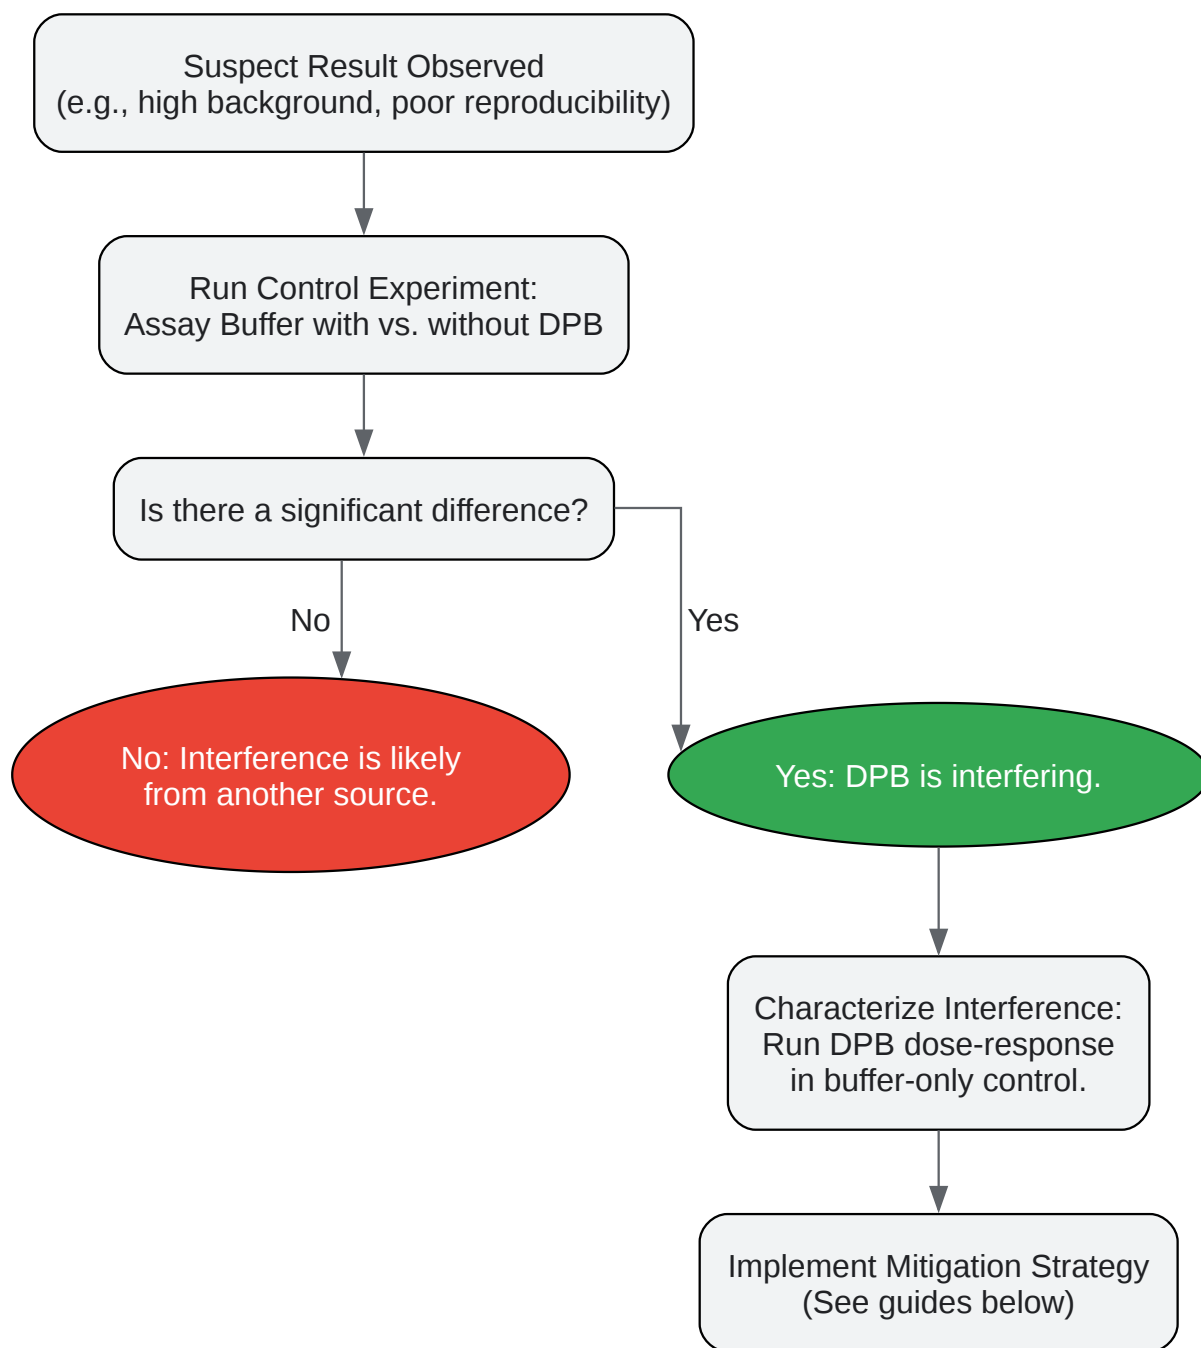 Suspect Result Observed
(e.g., high background, poor reproducibility)
Run Control Experiment:
Assay Buffer with vs. without DPB
Is there a significant difference?
No
Yes
No: Interference is likely
from another source.
Yes: DPB is interfering.
Characterize Interference:
Run DPB dose-response
in buffer-only control.
Implement Mitigation Strategy
(See guides below)